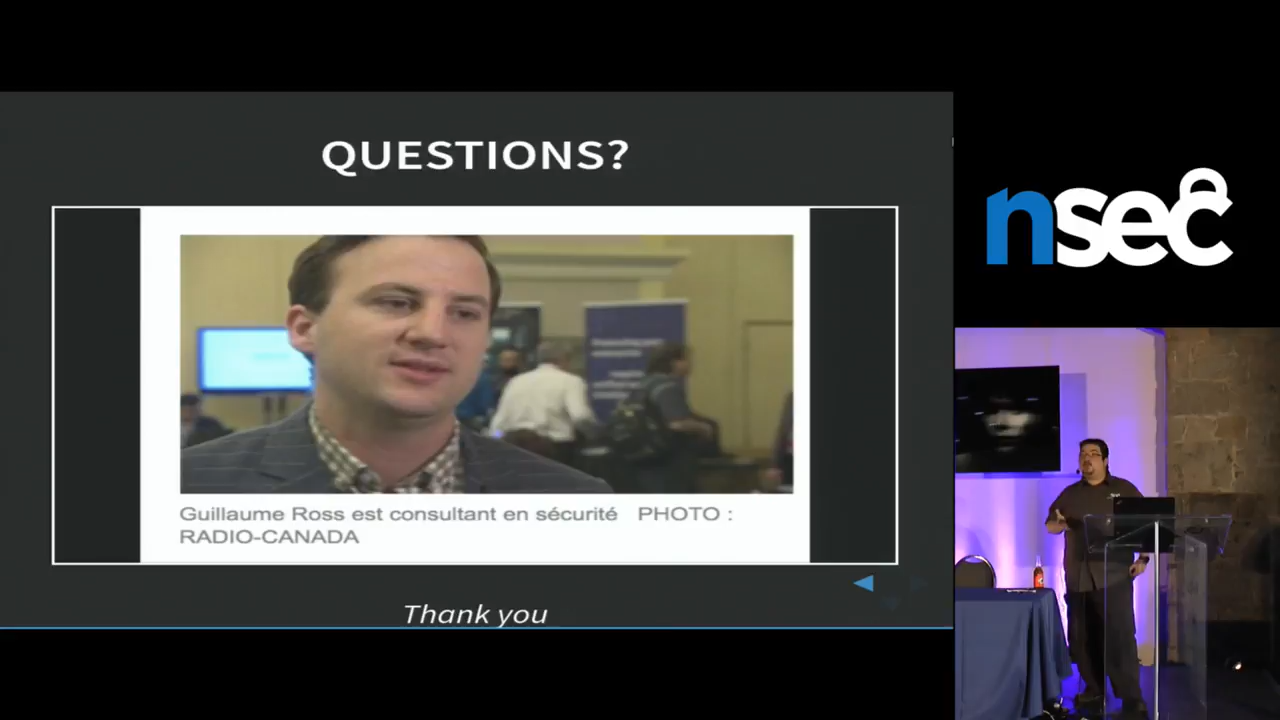 QUESTIONS?
nsec
Guillaume Ross est consultant en sécurité PHOTO :
RADIO-CANADA
Thank you